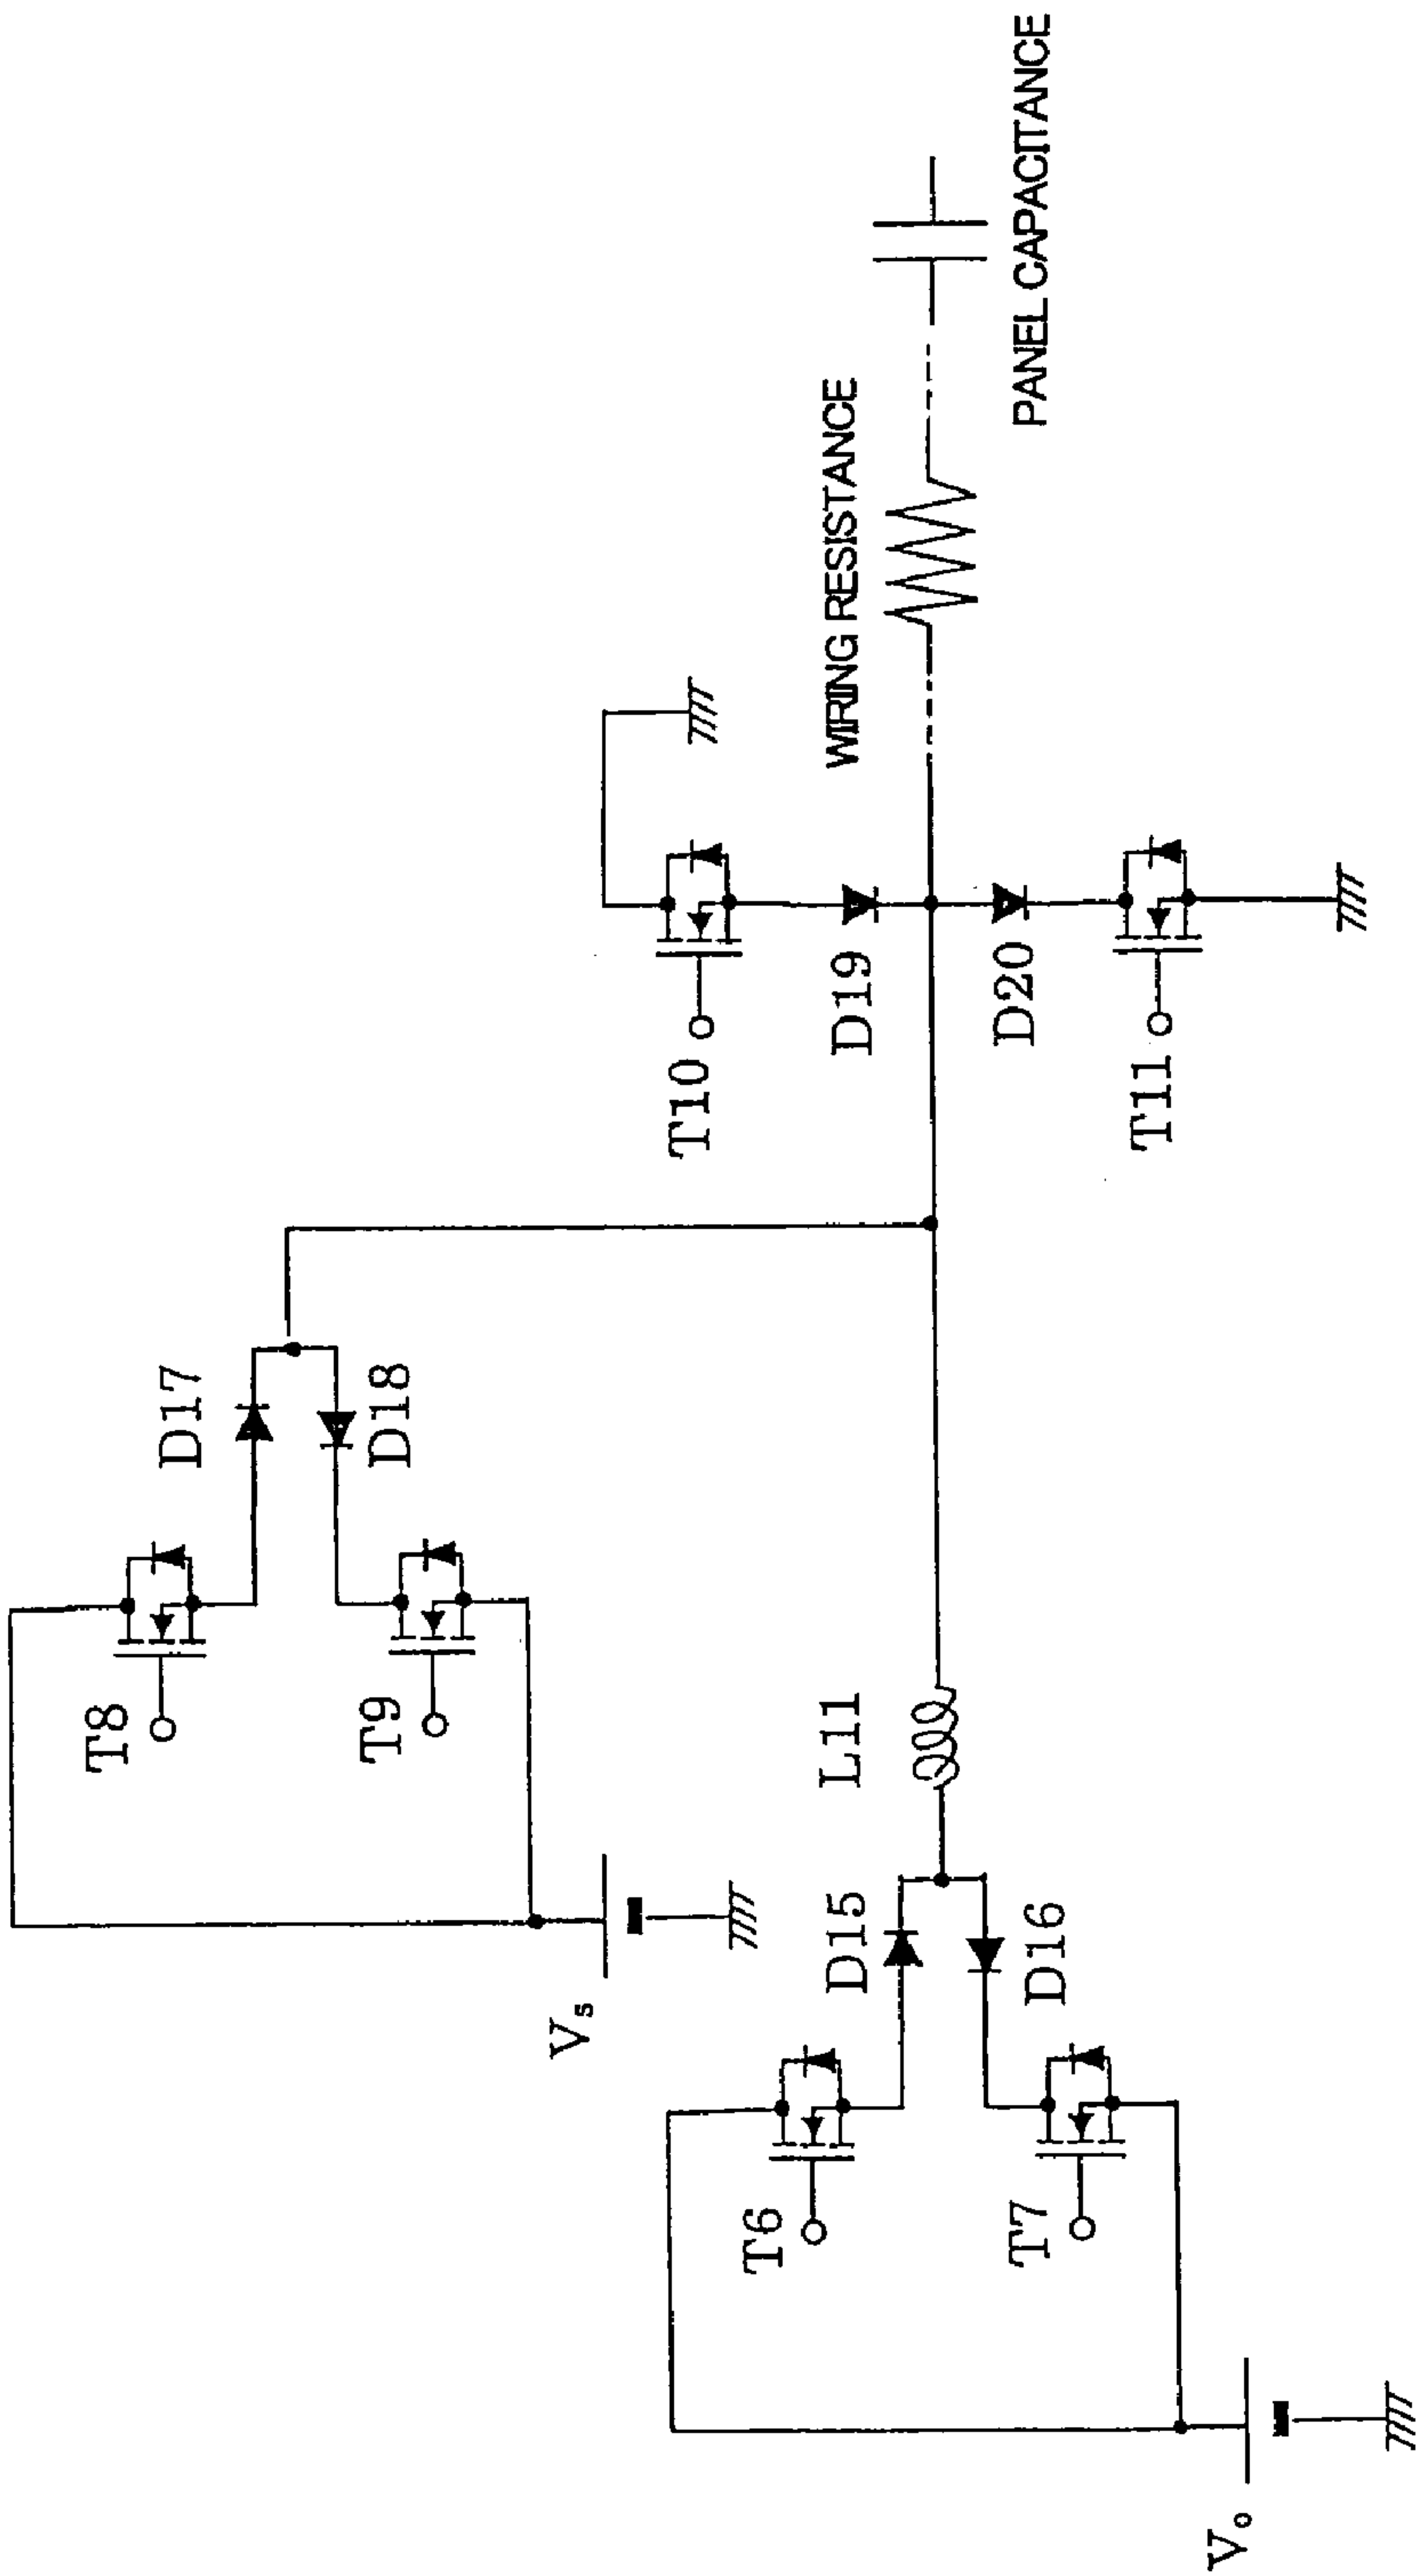 PANEL CAPACITANCE
WIRING RESISTANCE
T10
D19
D20
T11
D17
D18
T8
T9
L11
Vs
D15
D16
T6
T7
Vo